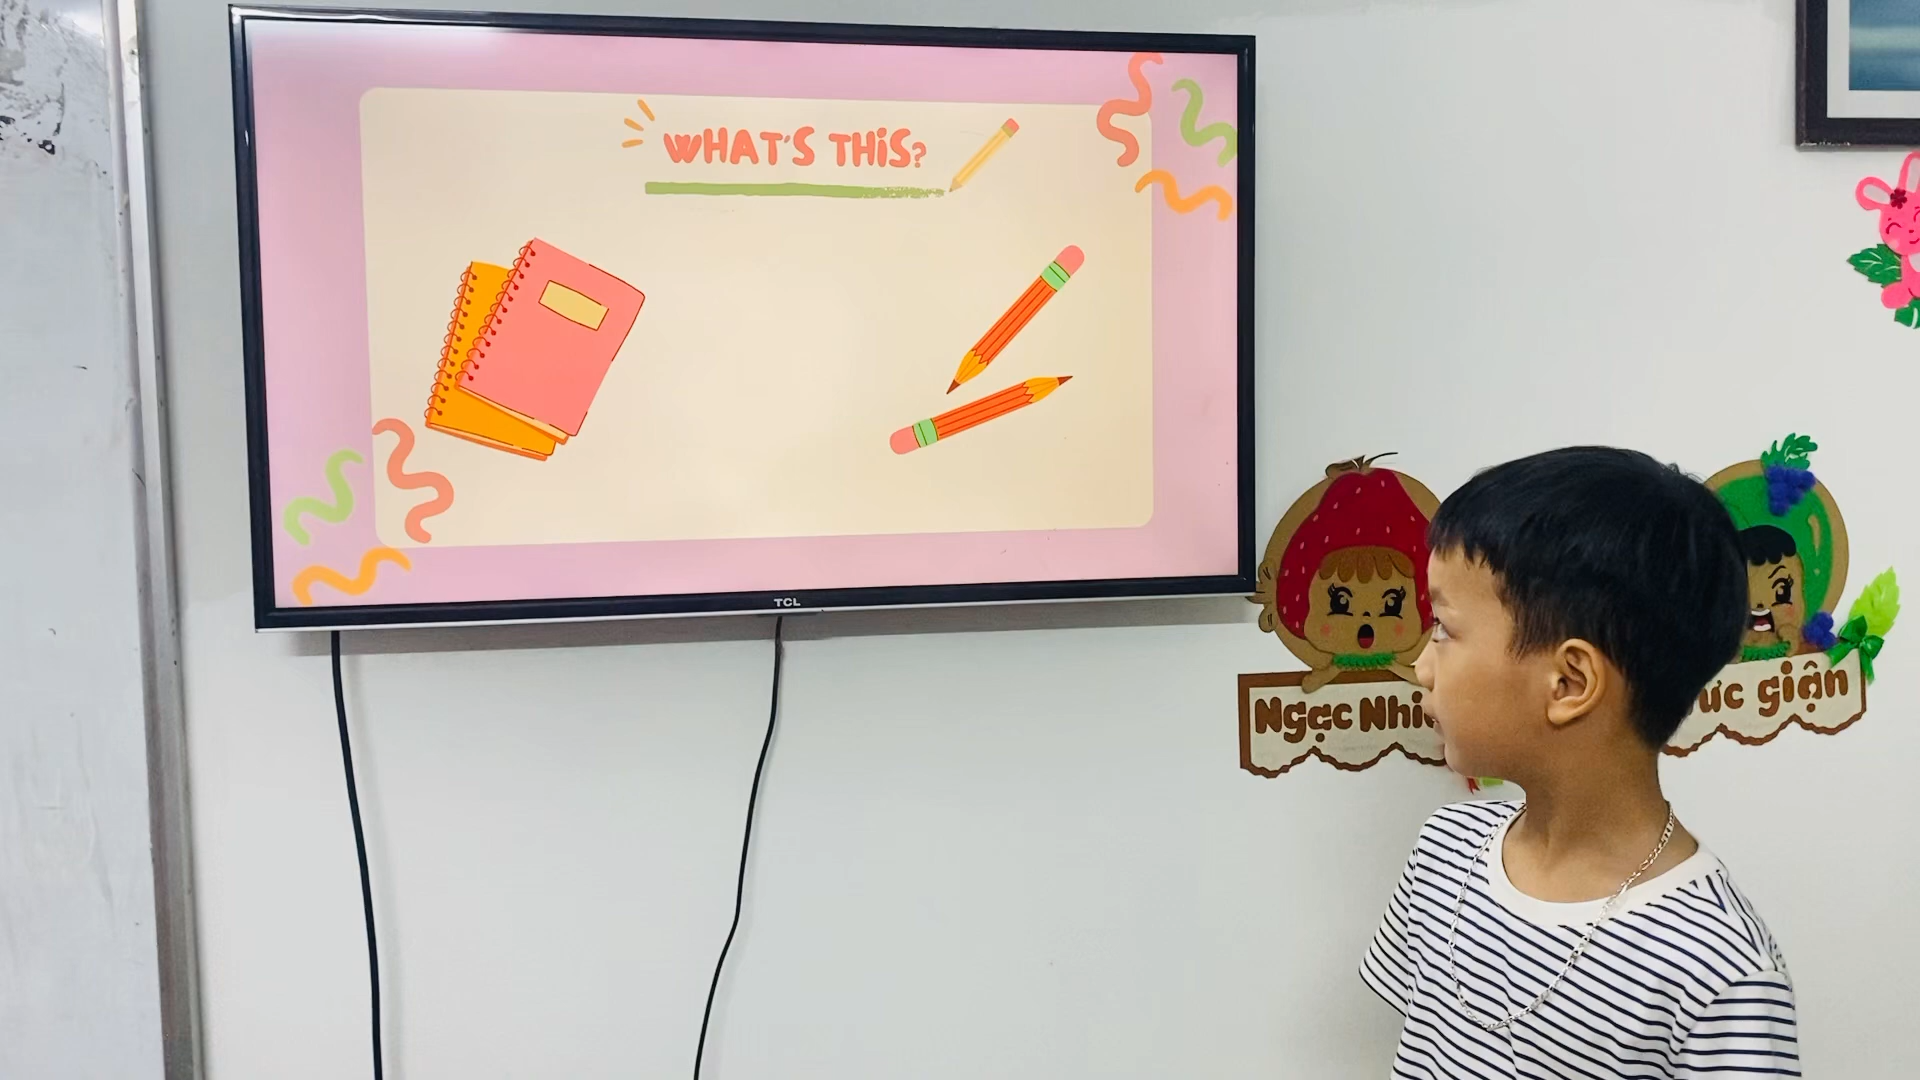 WHAT'S THiS?
TCL
Ngạc Nhi
ức giận